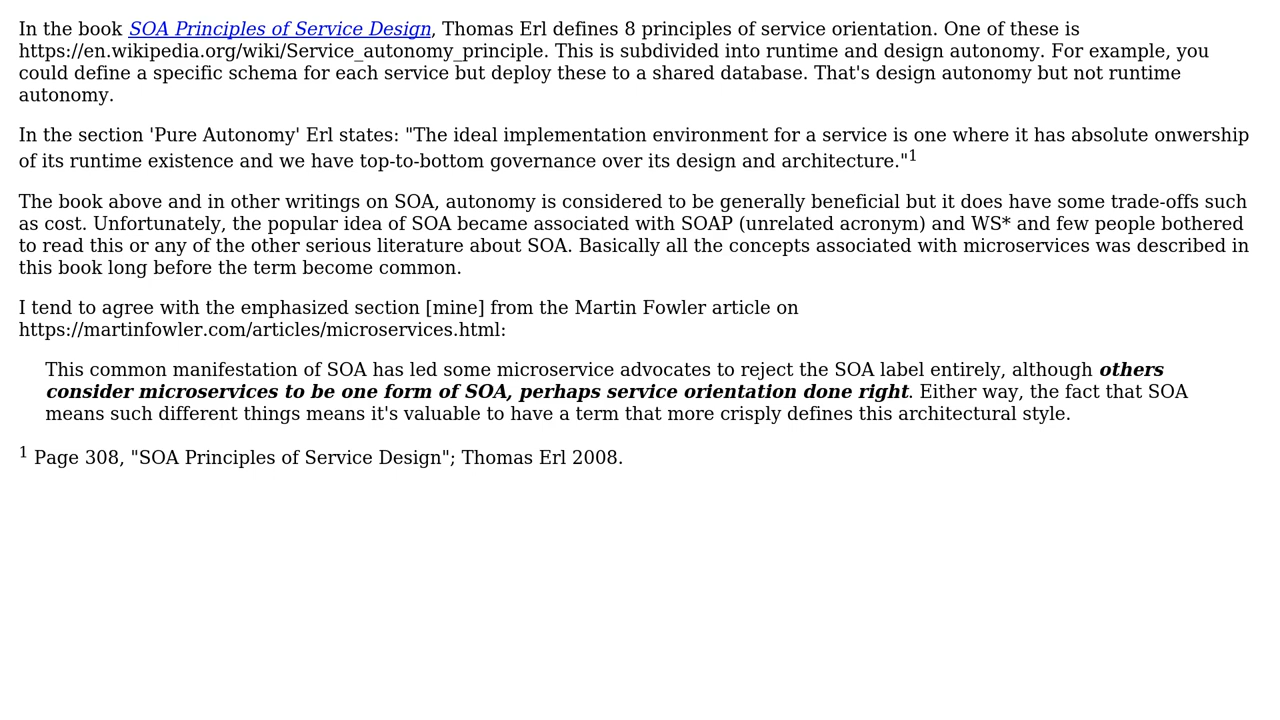 In the book SOA Principles of Service Design, Thomas Erl defines 8 principles of service orientation. One of these is
https://en.wikipedia.org/wiki/Service_autonomy_principle. This is subdivided into runtime and design autonomy. For example, you
could define a specific schema for each service but deploy these to a shared database. That's design autonomy but not runtime
autonomy.
In the section 'Pure Autonomy' Erl states: "The ideal implementation environment for a service is one where it has absolute onwership
of its runtime existence and we have top-to-bottom governance over its design and architecture."1
The book above and in other writings on SOA, autonomy is considered to be generally beneficial but it does have some trade-offs such
as cost. Unfortunately, the popular idea of SOA became associated with SOAP (unrelated acronym) and WS* and few people bothered
to read this or any of the other serious literature about SOA. Basically all the concepts associated with microservices was described in
this book long before the term become common.
I tend to agree with the emphasized section [mine] from the Martin Fowler article on
https://martinfowler.com/articles/microservices.html:
This common manifestation of SOA has led some microservice advocates to reject the SOA label entirely, although others
consider microservices to be one form of SOA, perhaps service orientation done right. Either way, the fact that SOA
means such different things means it's valuable to have a term that more crisply defines this architectural style.
1 Page 308, "SOA Principles of Service Design"; Thomas Erl 2008.